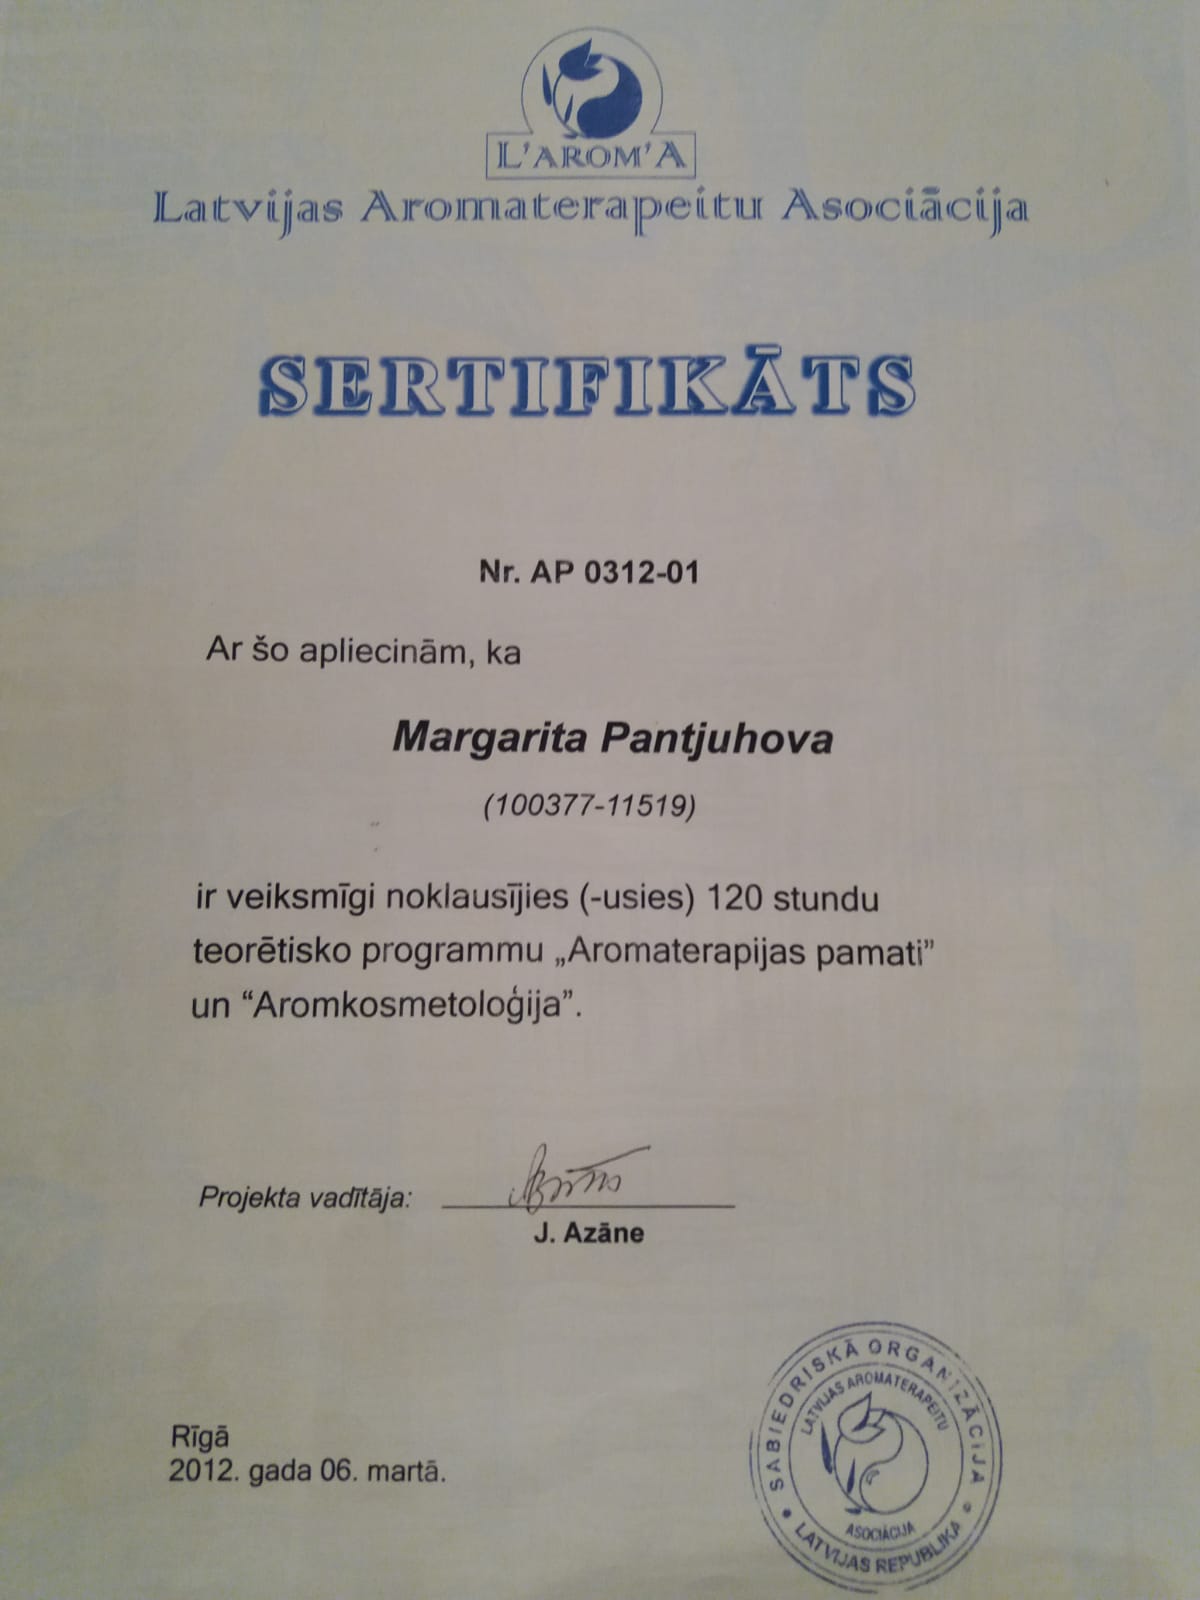 L'AROM'A
Latvijas Aromaterapeitu Asociācija
SERTIFIKĀTS
Nr. AP 0312-01
Ar šo apliecinām, ka
Margarita Pantjuhova
(100377-11519)
ir veiksmīgi noklausījies (-usies) 120 stundu
teorētisko programmu „Aromaterapijas pamati”
un “Aromkosmetoloģija”.
Projekta vadītāja:
J. Azāne
Rīgā
2012. gada 06. martā.
SABIEDRISKĀ ORGANIZĀCIJA
LATVIJAS AROMATERAPEITU
ASOCIĀCIJA
LATVIJAS REPUBLIKA